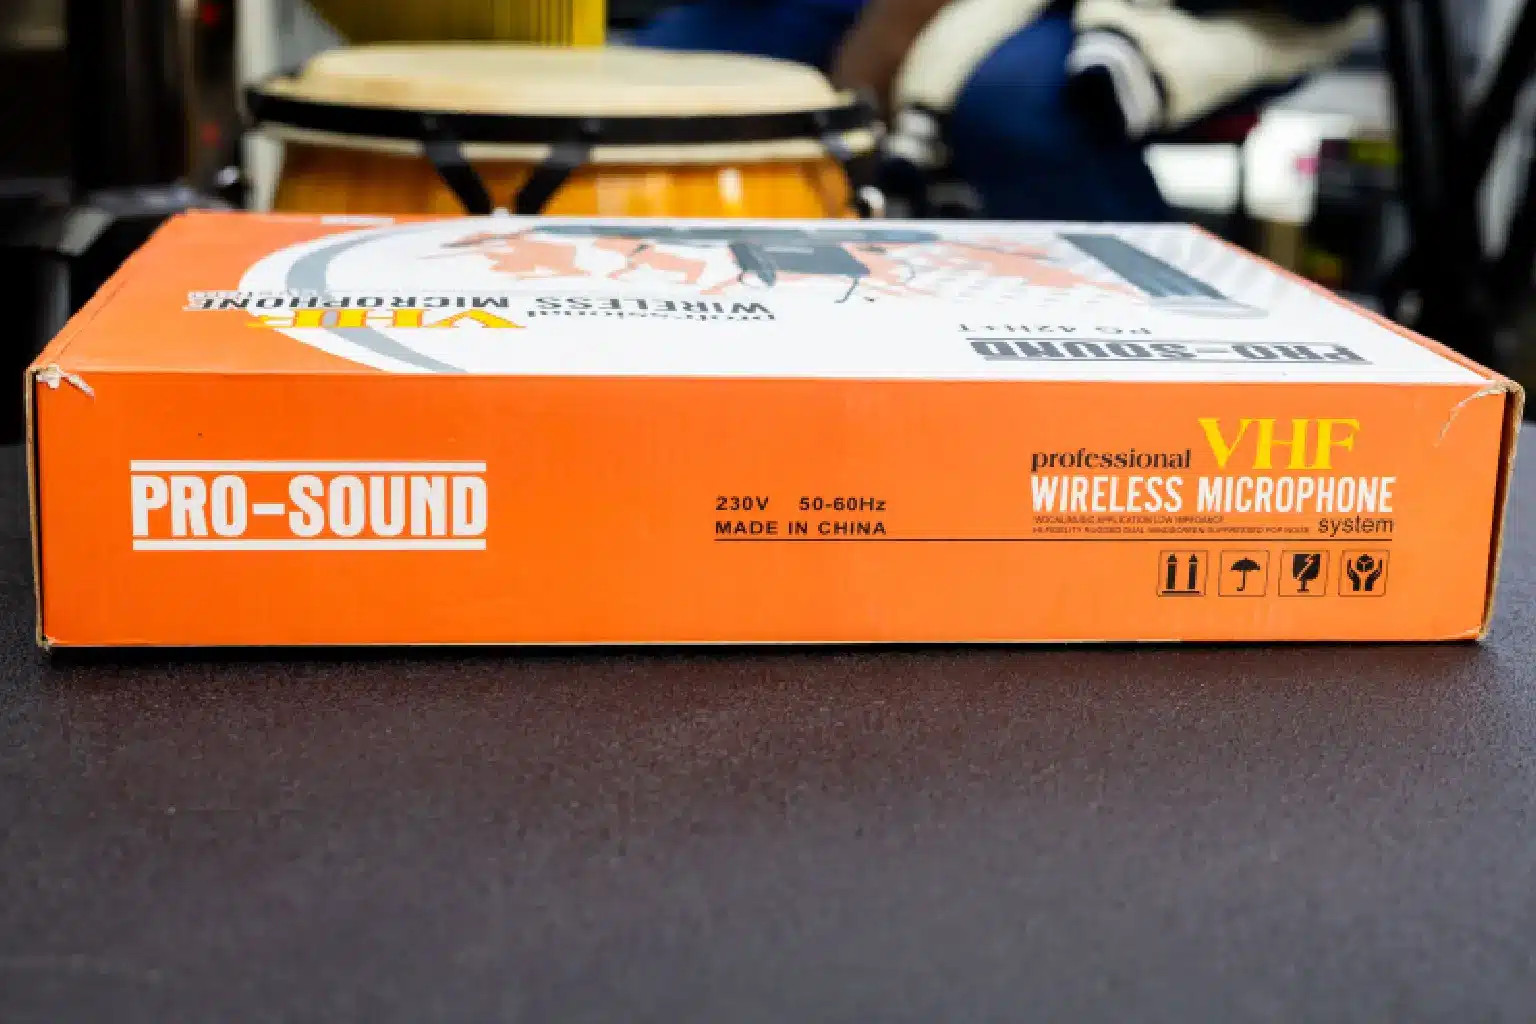 professional VHF
WIRELESS MICROPHONE
PRO-SOUND
PRO-SOUND
230V 50-60Hz
MADE IN CHINA
professional VHF
WIRELESS MICROPHONE
system